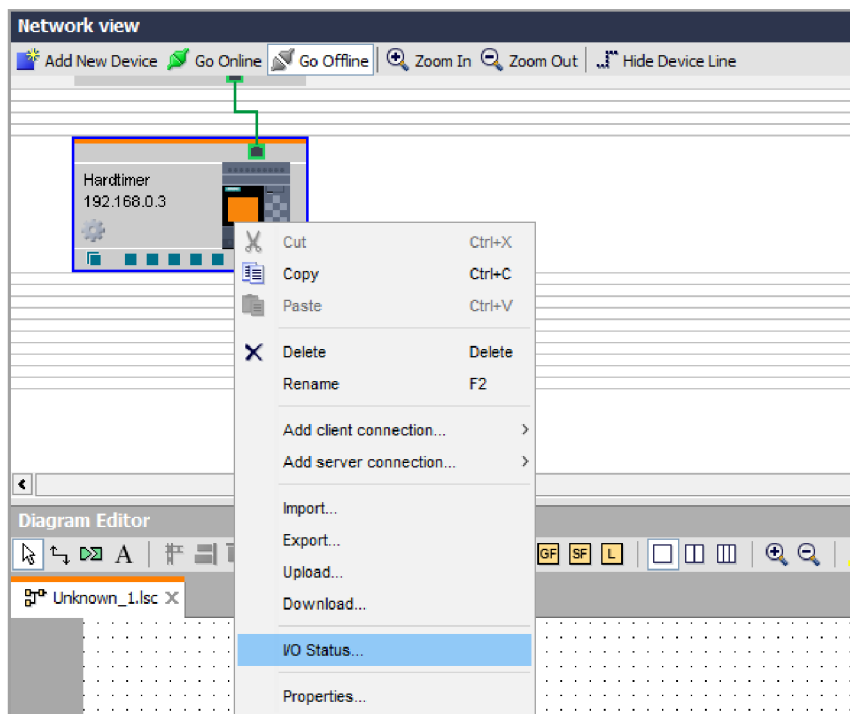 Network view
Add New Device Go Online Go Offline Zoom In Zoom Out Hide Device Line
Hardtimer
192.168.0.3
Cut Ctrl+X
Copy Ctrl+C
Paste Ctrl+V
Delete Delete
Rename F2
Add client connection...
Add server connection...
Import...
Export...
Upload...
Download...
I/O Status...
Properties...
Diagram Editor
A GF SF L
Unknown_1.lsc